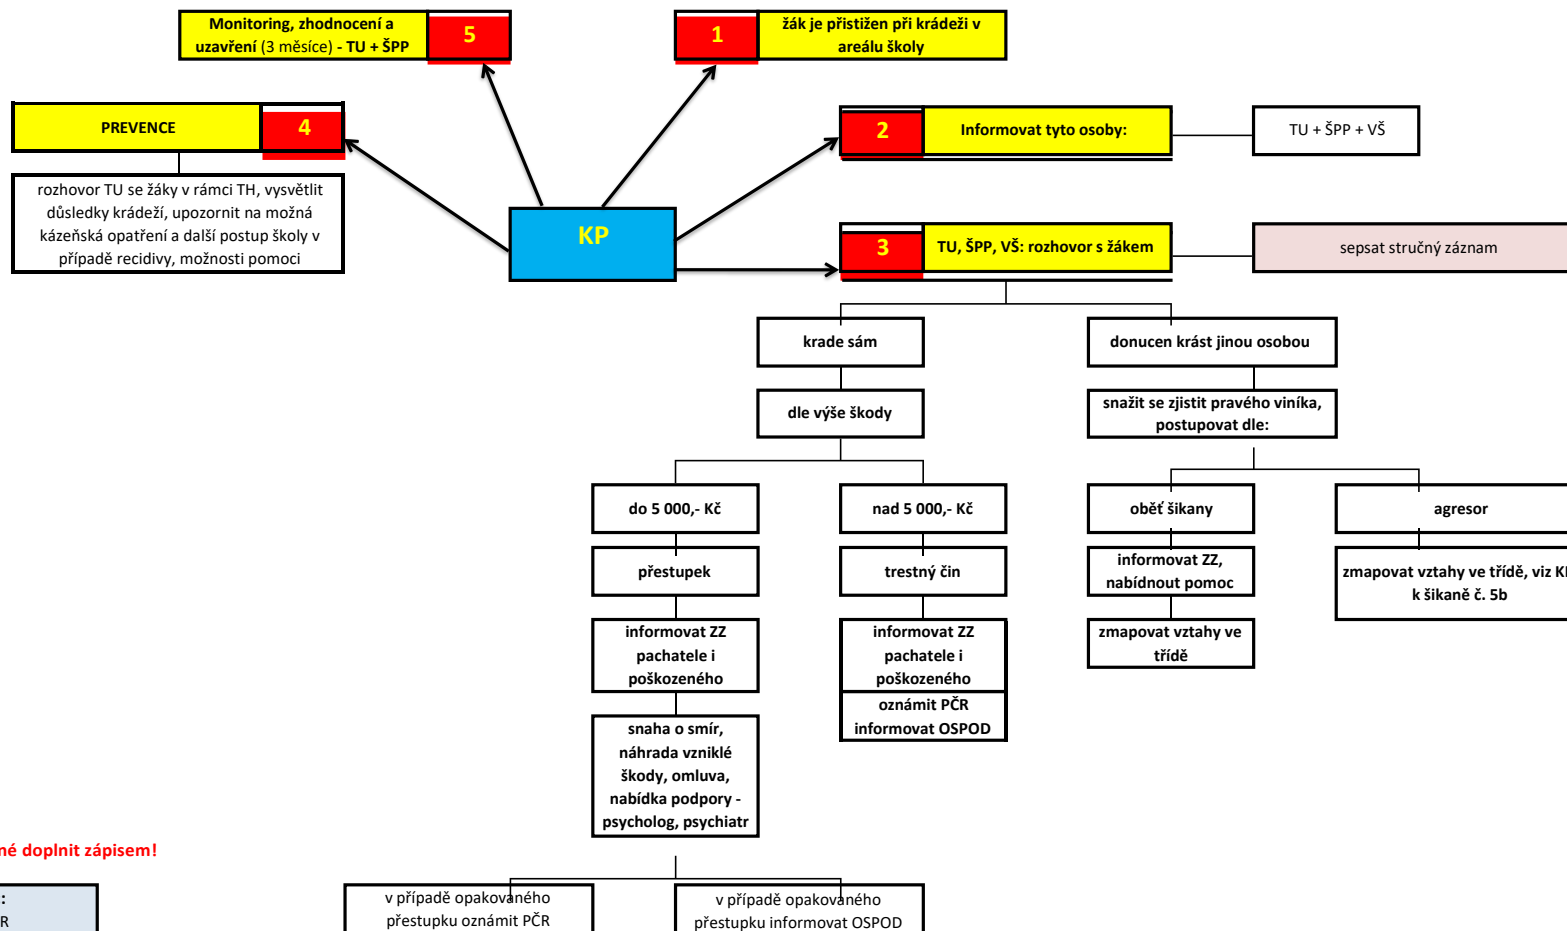 Monitoring, zhodnocení a
uzavření (3 měsíce) - TU + ŠPP
5
1
žák je přistižen při krádeži v
areálu školy
PREVENCE
4
2
Informovat tyto osoby:
TU + ŠPP + VŠ
rozhovor TU se žáky v rámci TH, vysvětlit
důsledky krádeží, upozornit na možná
kázeňská opatření a další postup školy v
případě recidivy, možnosti pomoci
KP
3
TU, ŠPP, VŠ: rozhovor s žákem
sepsat stručný záznam
krade sám
donucen krást jinou osobou
dle výše škody
snažit se zjistit pravého viníka,
postupovat dle:
do 5 000,- Kč
nad 5 000,- Kč
oběť šikany
agresor
přestupek
trestný čin
informovat ZZ,
nabídnout pomoc
zmapovat vztahy ve třídě, viz
k šikaně č. 5b
informovat ZZ
pachatele i
poškozeného
informovat ZZ
pachatele i
poškozeného
zmapovat vztahy ve
třídě
oznámit PČR
informovat OSPOD
snaha o smír,
náhrada vzniklé
škody, omluva,
nabídka podpory -
psycholog, psychiatr
doplnit zápisem!
v případě opakovaného
přestupku oznámit PČR
v případě opakovaného
přestupku informovat OSPOD